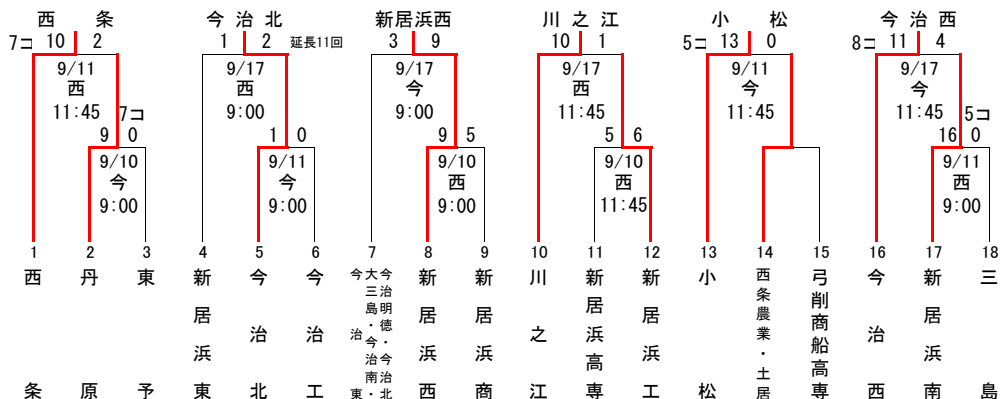 西条
今治北
新居浜西
川之江
小松
今治西
7コ 10 2
1 2 延長11回
3 9
10 1
5コ 13 0
8コ 11 4
9/11
西
11:45
9/17
西
9:00
9/17
今
9:00
9/17
西
11:45
9/11
今
11:45
9/17
今
11:45
7コ
9 0
1 0
9 5
5 6
5コ
16 0
9/10
今
9:00
9/11
今
9:00
9/10
西
9:00
9/10
西
11:45
9/11
西
9:00
1 2 3 4 5 6 7 8 9 10 11 12 13 14 15 16 17 18
西条
丹原
東予
新居浜東
今治北
今治工
今治明徳・今治北
大三島・今治南・
今治東
新居浜西
新居浜商
川之江
新居浜高専
新居浜工
小松
西条農業・土居
弓削商船高専
今治西
新居浜南
三島